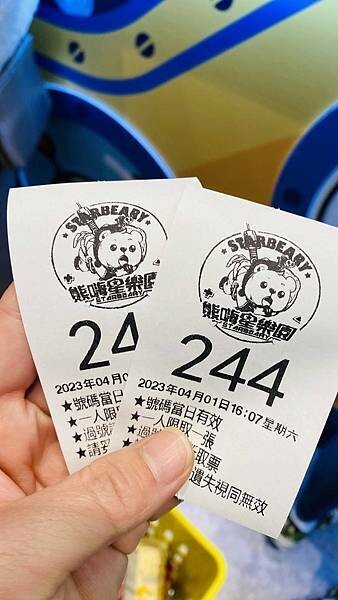 STARBEARY
熊嗨星樂園
STARBEARY
24
2023年04月0
★號碼當日
★一人限
★過號
★請
STARBEARY
熊嗨星樂園
STARBEARY
244
2023年04月01日16:07星期六
★號碼當日有效
★一人限取一張
★過號 取票
遺失視同無效